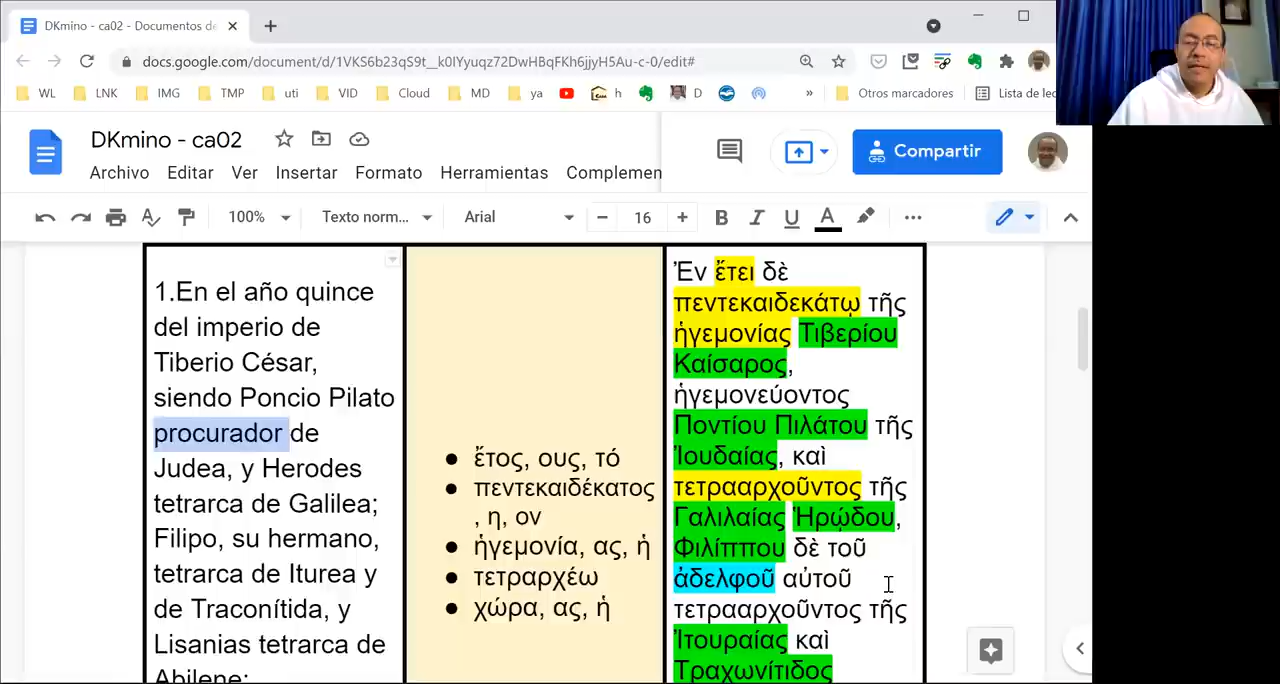 DKmino - ca02 - Documentos de
docs.google.com/document/d/1VKS6b23qS9t__k0IYyuqz72DwHBqFKh6jjyH5Au-c-0/edit#
WL LNK IMG TMP uti VID Cloud MD ya h D » Otros marcadores Lista de lec
DKmino - ca02
Compartir
Archivo Editar Ver Insertar Formato Herramientas Complemen
100% Texto norm... Arial 16 B I U A
1.En el año quince
del imperio de
Tiberio César,
siendo Poncio Pilato
procurador de
Judea, y Herodes
tetrarca de Galilea;
Filipo, su hermano,
tetrarca de Iturea y
de Traconítida, y
Lisanias tetrarca de
Abilene;
● ἔτος, ους, τό
● πεντεκαιδέκατος
, η, ον
● ἡγεμονία, ας, ἡ
● τετραρχέω
● χώρα, ας, ἡ
Ἐν ἔτει δὲ
πεντεκαιδεκάτῳ τῆς
ἡγεμονίας Τιβερίου
Καίσαρος,
ἡγεμονεύοντος
Ποντίου Πιλάτου τῆς
Ἰουδαίας, καὶ
τετρααρχοῦντος τῆς
Γαλιλαίας Ἡρῴδου,
Φιλίππου δὲ τοῦ
ἀδελφοῦ αὐτοῦ
τετρααρχοῦντος τῆς
Ἰτουραίας καὶ
Τραχωνίτιδος